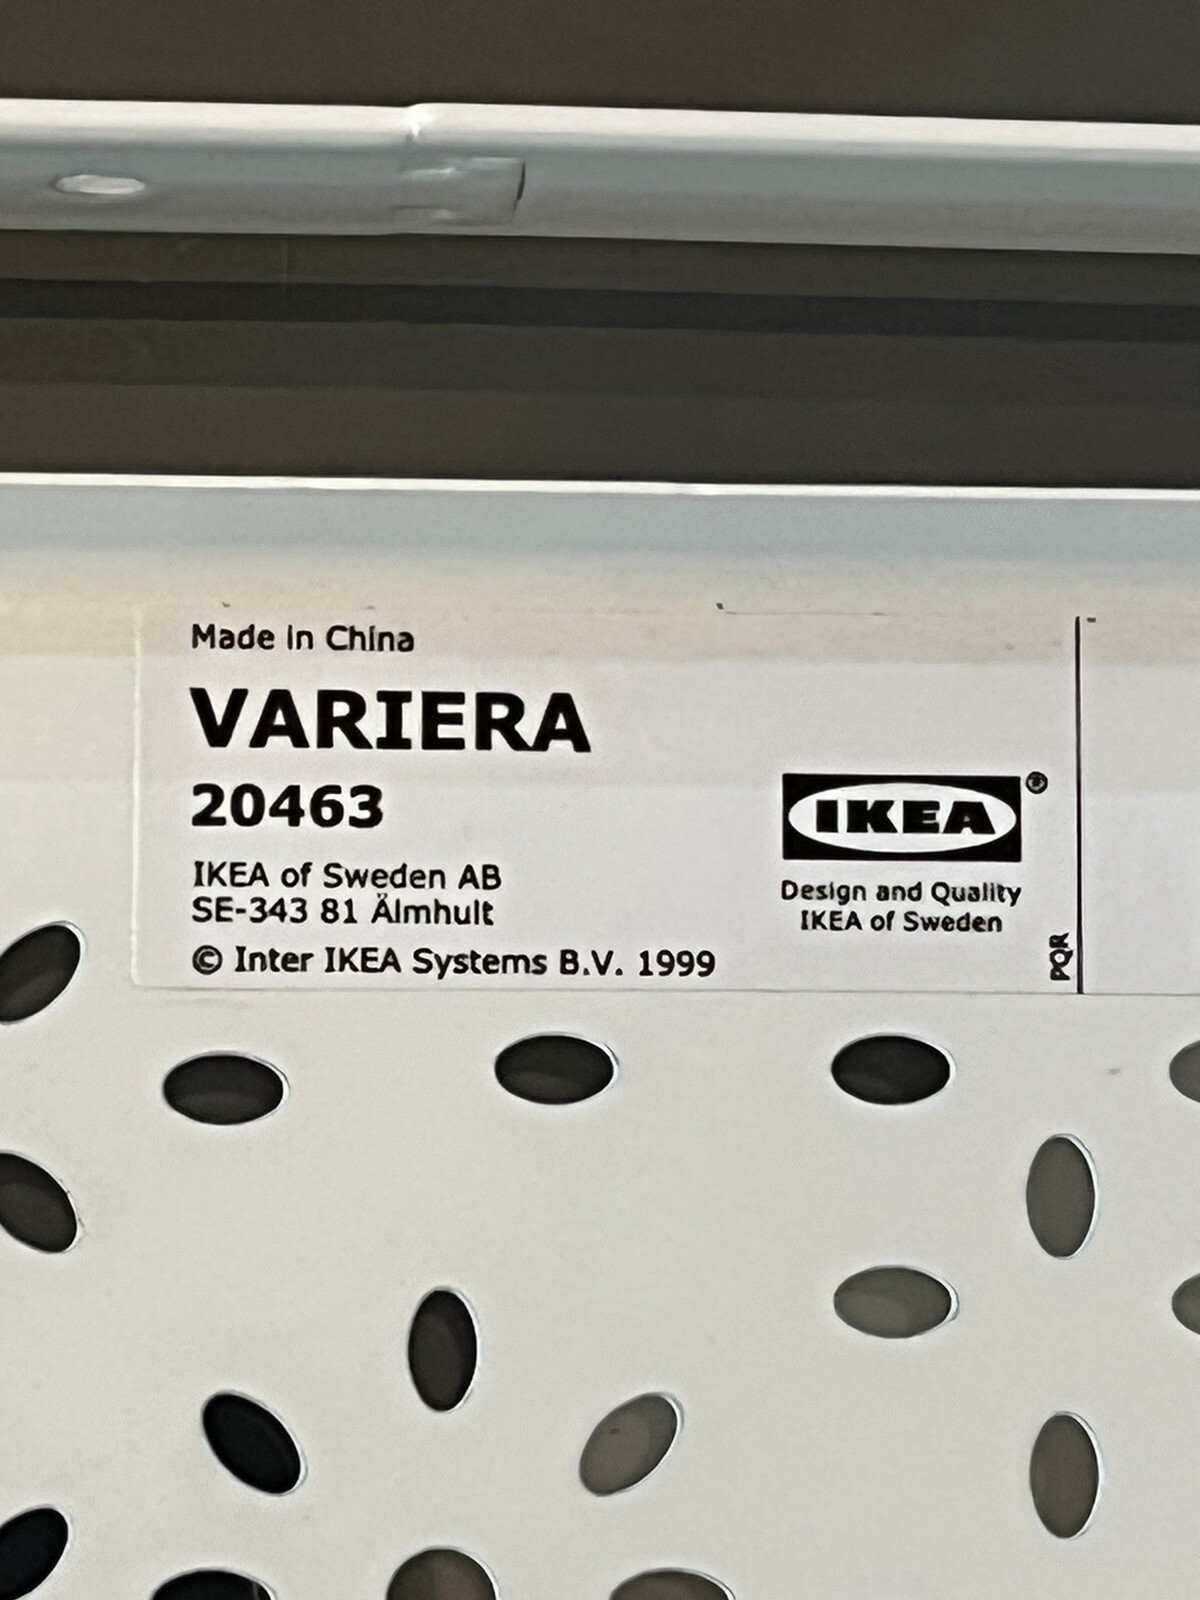 Made in China
VARIERA
20463
IKEA of Sweden AB
SE-343 81 Älmhult
© Inter IKEA Systems B.V. 1999
IKEA®
Design and Quality
IKEA of Sweden
PQR